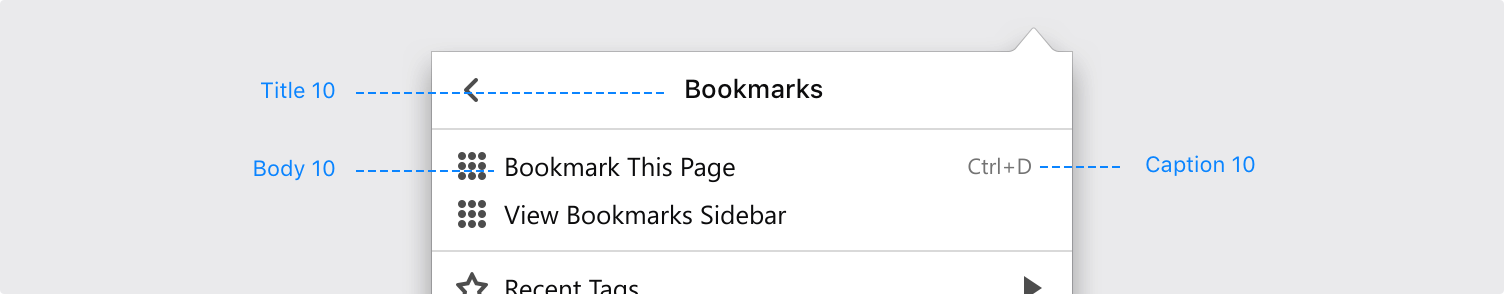 Title 10
Bookmarks
Body 10
Bookmark This Page
Ctrl+D
Caption 10
View Bookmarks Sidebar
Recent Tags